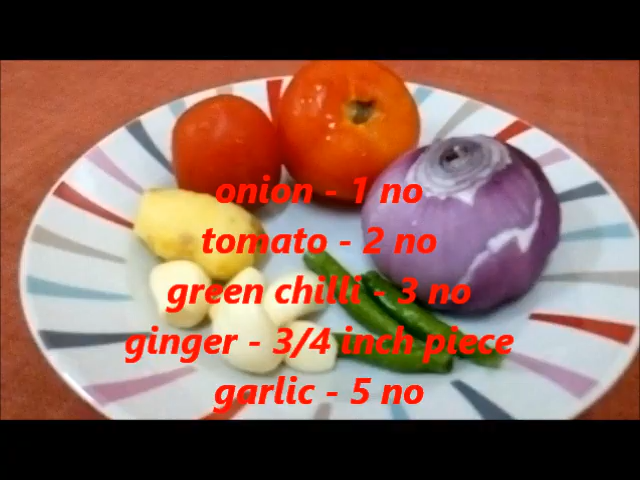 onion - 1 no
tomato - 2 no
green chilli - 3 no
ginger - 3/4 inch piece
garlic - 5 no